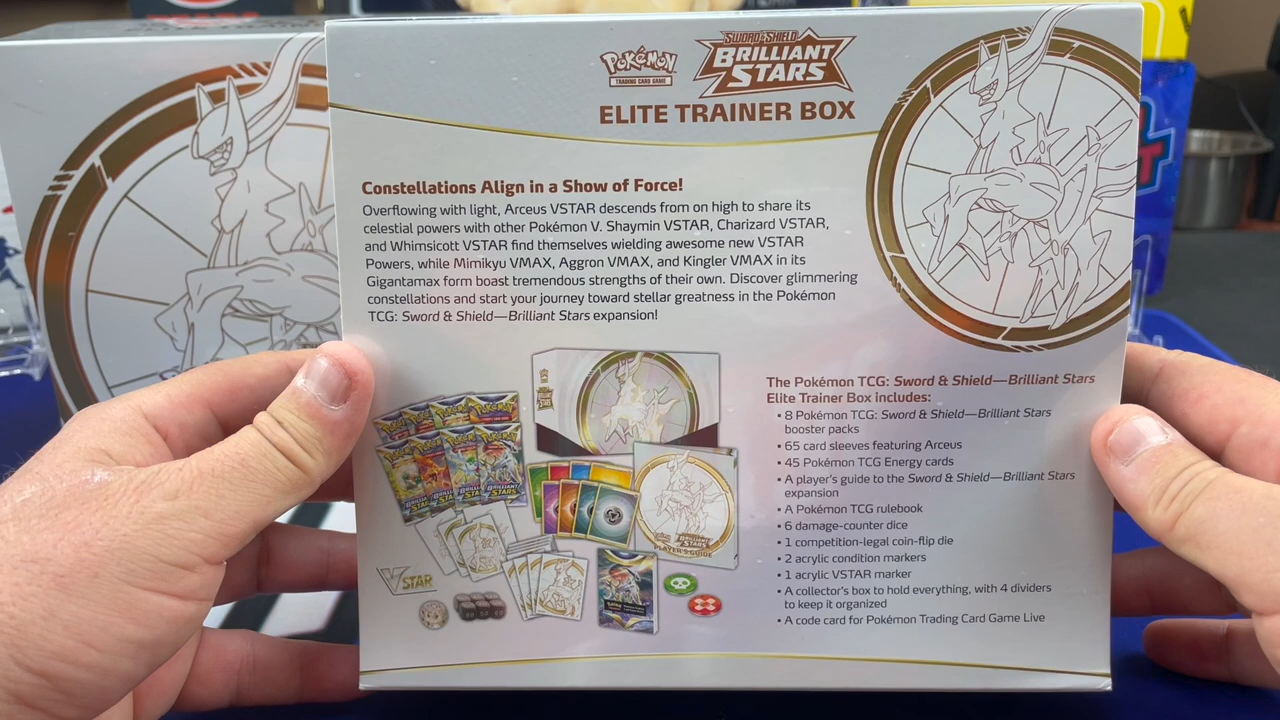 SWORD & SHIELD
Pokémon
TRADING CARD GAME
BRILLIANT
STARS
ELITE TRAINER BOX
Constellations Align in a Show of Force!
Overflowing with light, Arceus VSTAR descends from on high to share its
celestial powers with other Pokémon V. Shaymin VSTAR, Charizard VSTAR,
and Whimsicott VSTAR find themselves wielding awesome new VSTAR
Powers, while Mimikyu VMAX, Aggron VMAX, and Kingler VMAX in its
Gigantamax form boast tremendous strengths of their own. Discover glimmering
constellations and start your journey toward stellar greatness in the Pokémon
TCG: Sword & Shield—Brilliant Stars expansion!
The Pokémon TCG: Sword & Shield—Brilliant Stars
Elite Trainer Box includes:
• 8 Pokémon TCG: Sword & Shield—Brilliant Stars
booster packs
• 65 card sleeves featuring Arceus
• 45 Pokémon TCG Energy cards
• A player's guide to the Sword & Shield—Brilliant Stars
expansion
• A Pokémon TCG rulebook
• 6 damage-counter dice
• 1 competition-legal coin-flip die
• 2 acrylic condition markers
• 1 acrylic VSTAR marker
• A collector's box to hold everything, with 4 dividers
to keep it organized
• A code card for Pokémon Trading Card Game Live
BRILLIANT
STARS
PLAYER'S GUIDE
BRILLIANT
STARS
VSTAR